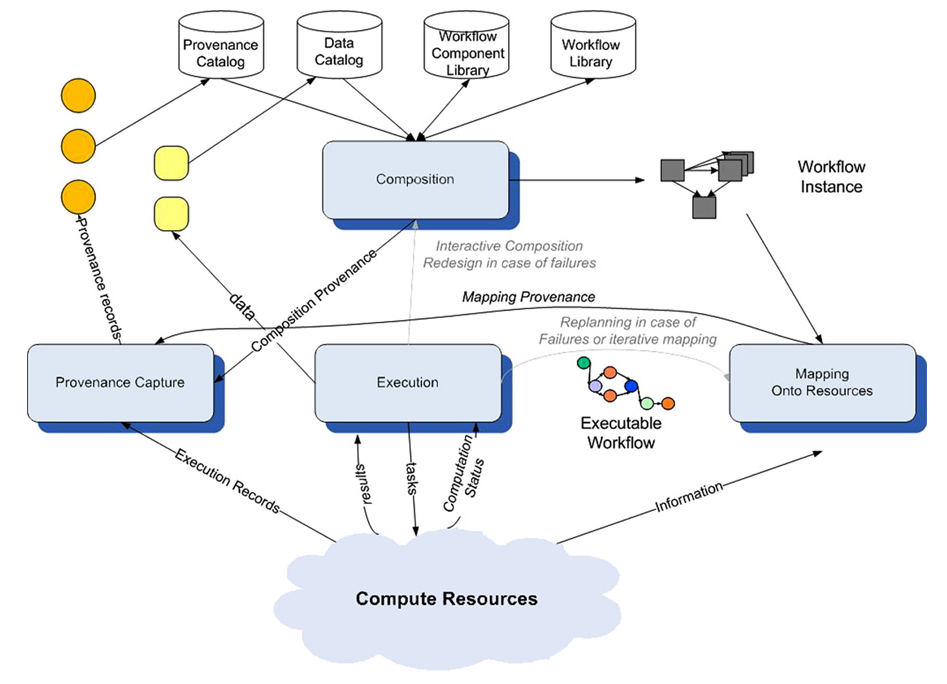 Provenance
Catalog
Data
Catalog
Workflow
Component
Library
Workflow
Library
Composition
Workflow
Instance
Interactive Composition
Redesign in case of failures
Provenance records
data
Composition Provenance
Mapping Provenance
Replanning in case of
Failures or iterative mapping
Provenance Capture
Execution
Mapping
Onto Resources
Executable
Workflow
Execution Records
results
tasks
Computation
Status
Information
Compute Resources